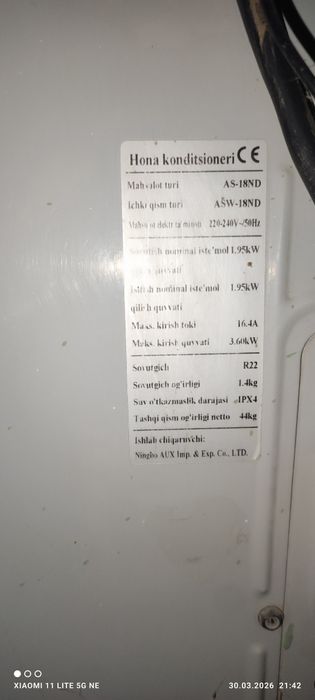 Hona konditsioneri CE
Mahsulot turi AS-18ND
Ichki qism turi AŠW-18ND
220-240V~/50Hz
Sovutish nominal iste'mol 1.95kW
quvvati
Isitish nominal iste'mol 1.95kW
qilish quvvati
Maks. kirish toki 16.4A
Maks. kirish quvvati 3.60kW
Sovutgich R22
Sovutgich og'irligi 1.4kg
Suv o'tkazmaslik darajasi IPX4
Tashqi qism og'irligi netto 44kg
Ishlab chiqaruvchi:
Ningbo AUX Imp. & Exp. Co., LTD.
XIAOMI 11 LITE 5G NE 30.03.2026 21:42